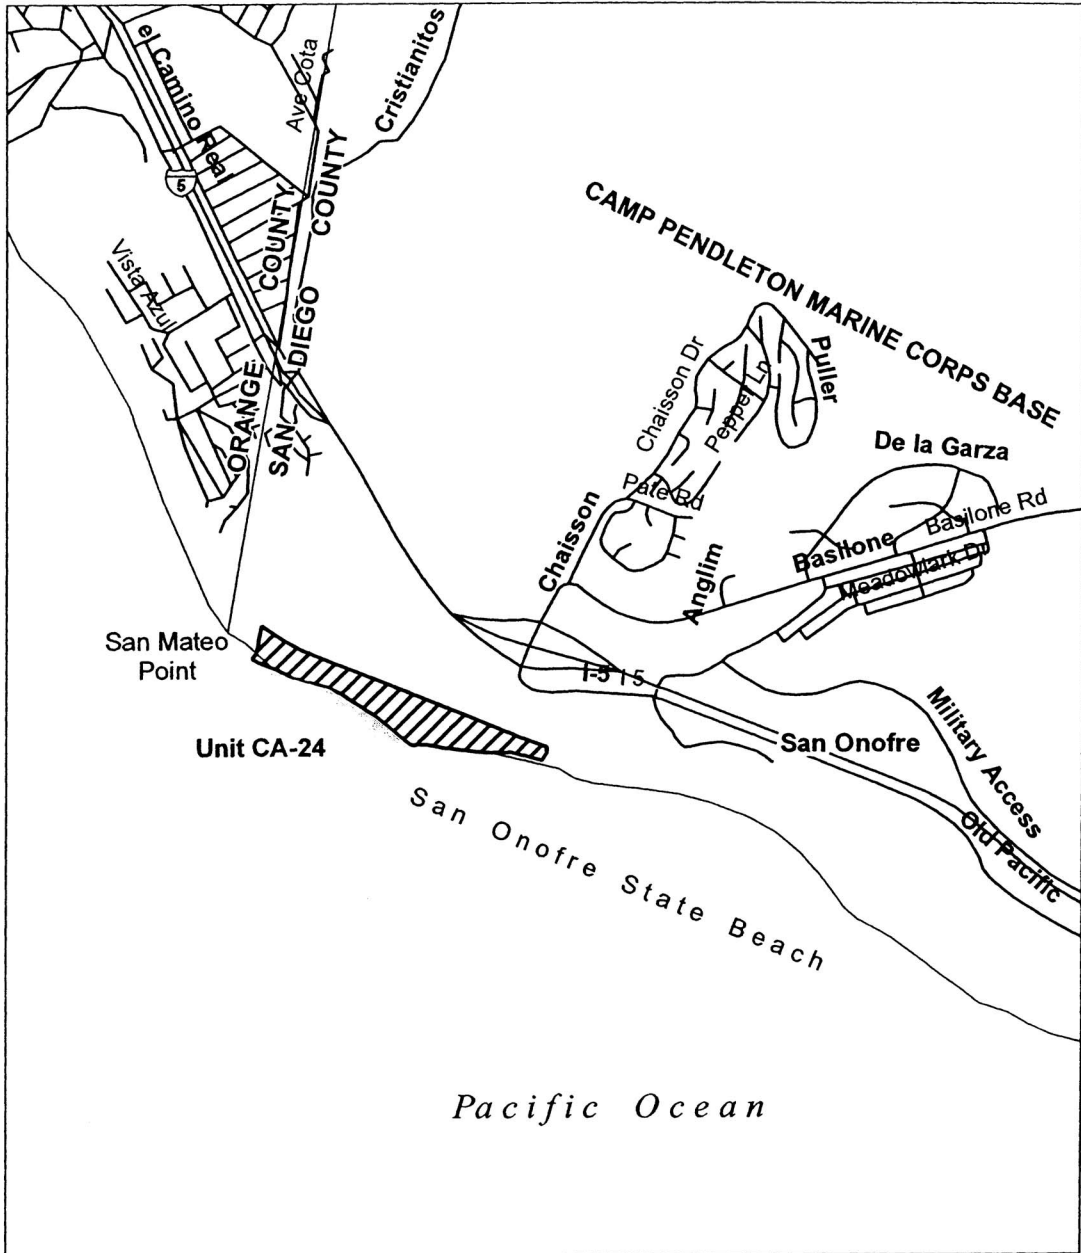 el Camino Real
5
Ave Cota
Cristianitos
ORANGE COUNTY
SAN DIEGO COUNTY
Vista Azul
CAMP PENDLETON MARINE CORPS BASE
Puller
Chaisson Dr
Pepper Ln
Pate Rd
De la Garza
Basilone Rd
Basilone
Meadowlark Dr
Chaisson
Anglim
San Mateo
Point
I-5
I 5
Unit CA-24
San Onofre
Military Access
Old Pacific
San Onofre State Beach
Pacific Ocean